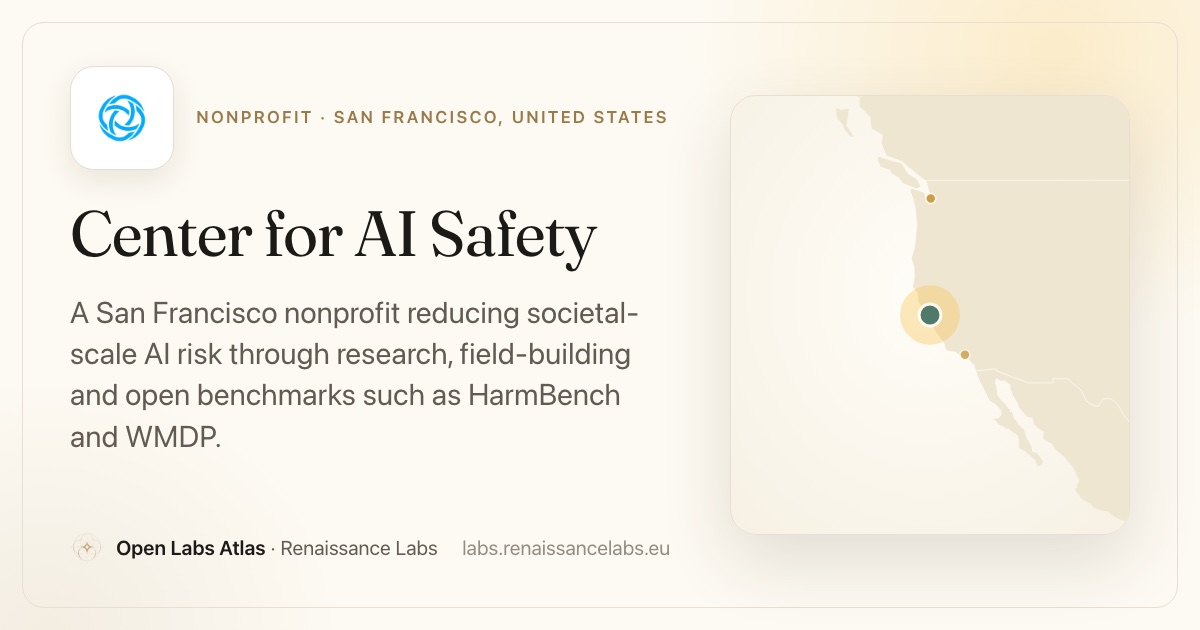 NONPROFIT · SAN FRANCISCO, UNITED STATES
Center for AI Safety
A San Francisco nonprofit reducing societal-
scale AI risk through research, field-building
and open benchmarks such as HarmBench
and WMDP.
Open Labs Atlas · Renaissance Labs labs.renaissancelabs.eu